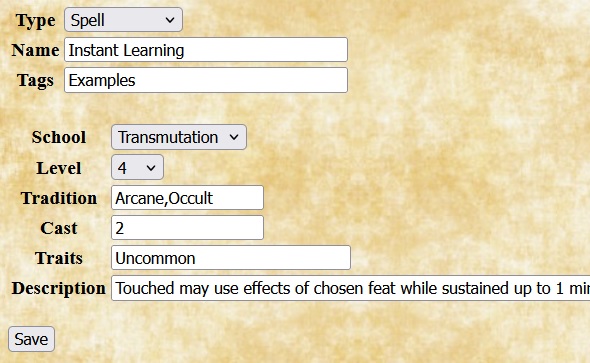 Type Spell
Name Instant Learning
Tags Examples
School Transmutation
Level 4
Tradition Arcane,Occult
Cast 2
Traits Uncommon
Description Touched may use effects of chosen feat while sustained up to 1 min
Save